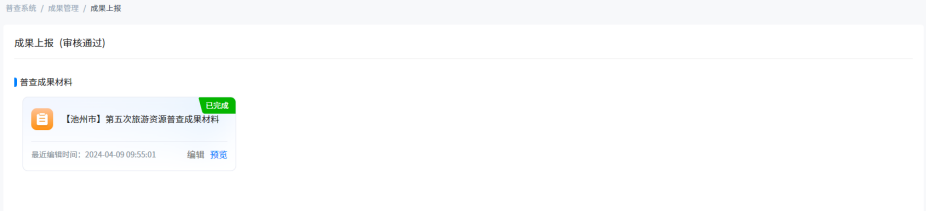 普查系统 / 成果管理 / 成果上报
成果上报 (审核通过)
普查成果材料
已完成
【池州市】第五次旅游资源普查成果材料
最近编辑时间：2024-04-09 09:55:01 编辑 预览